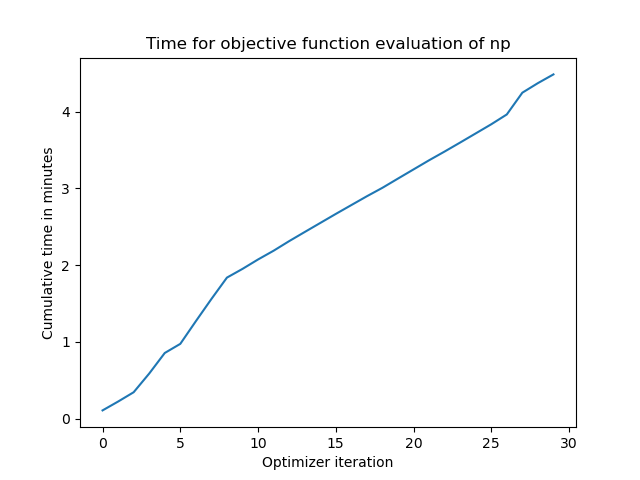 Time for objective function evaluation of np
Cumulative time in minutes
4
3
2
1
0
0 5 10 15 20 25 30
Optimizer iteration